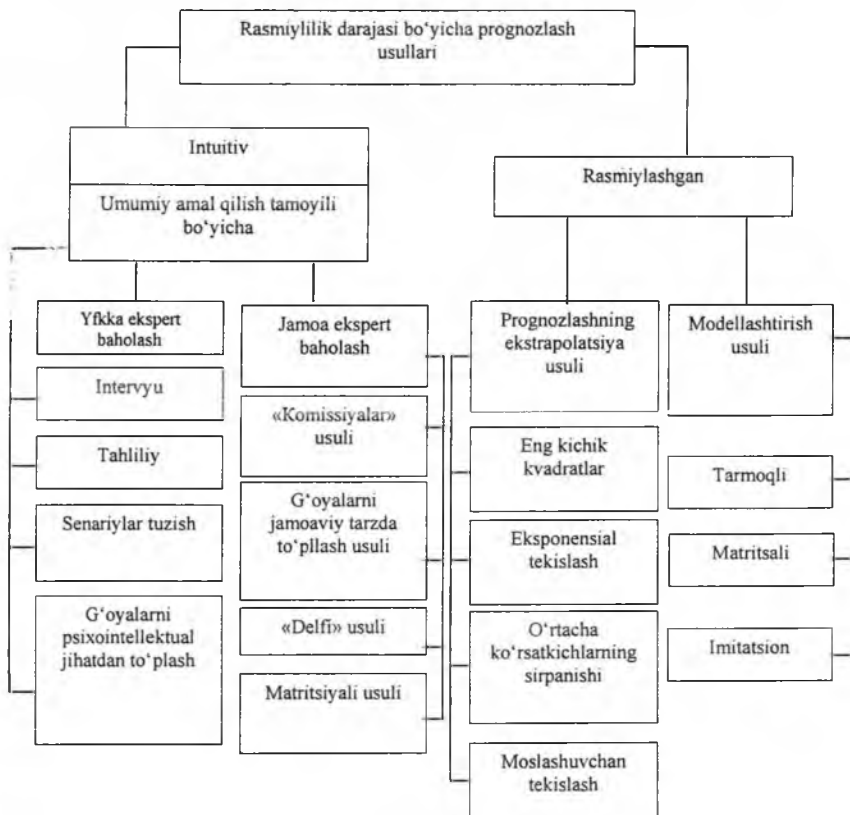 Rasmiylilik darajasi bo‘yicha prognozlash
usullari
Intuitiv
Umumiy amal qilish tamoyili
bo‘yicha
Rasmiylashgan
Yfkka ekspert
baholash
Intervyu
Tahliliy
Senariylar tuzish
G‘oyalarni
psixointellektual
jihatdan to‘plash
Jamoa ekspert
baholash
«Komissiyalar»
usuli
G‘oyalarni
jamoaviy tarzda
to‘pllash usuli
«Delfi» usuli
Matritsiyali usuli
Prognozlashning
ekstrapolatsiya
usuli
Eng kichik
kvadratlar
Eksponensial
tekislash
O‘rtacha
ko‘rsatkichlarning
sirpanishi
Moslashuvchan
tekislash
Modellashtirish
usuli
Tarmoqli
Matritsali
Imitatsion